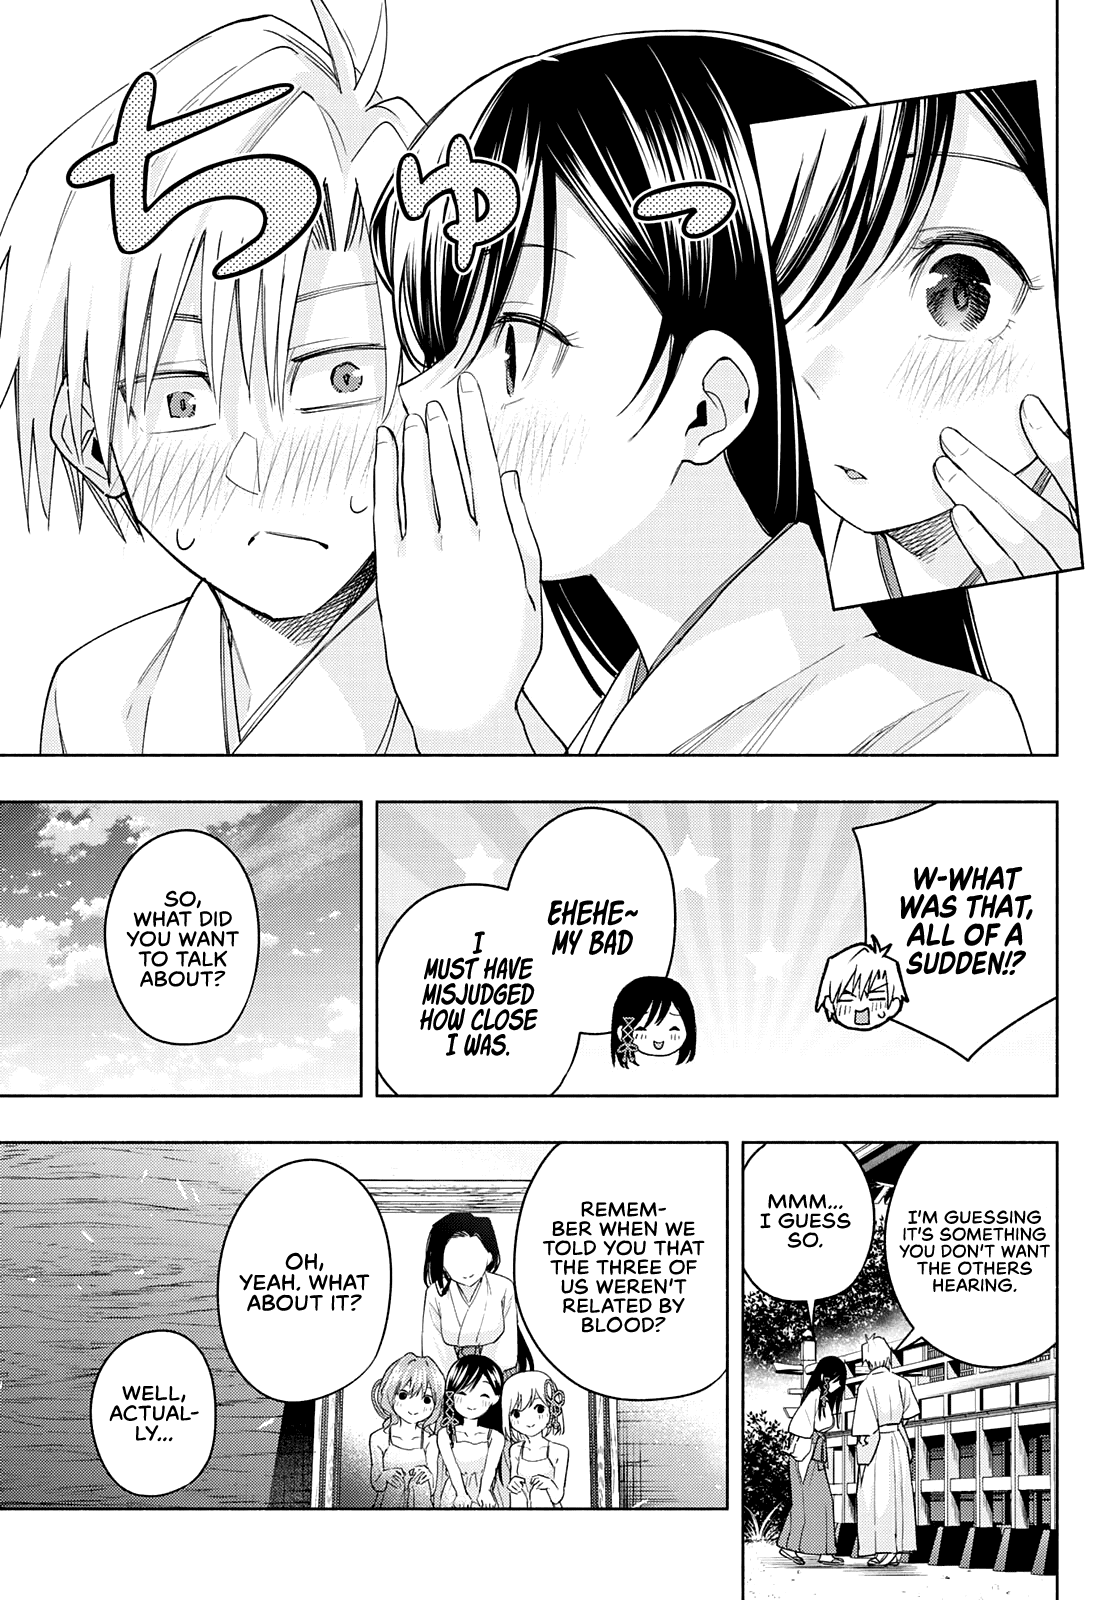 ちゅっ
W-WHAT
WAS THAT,
ALL OF A
SUDDEN!?
EHEHE~
MY BAD
I
MUST HAVE
MISJUDGED
HOW CLOSE
I WAS.
SO,
WHAT DID
YOU WANT
TO TALK
ABOUT?
I'M GUESSING
IT'S SOMETHING
YOU DON'T WANT
THE OTHERS
HEARING.
MMM...
I GUESS
SO.
REMEM-
BER WHEN WE
TOLD YOU THAT
THE THREE OF
US WEREN'T
RELATED BY
BLOOD?
OH,
YEAH. WHAT
ABOUT IT?
WELL,
ACTUAL-
LY...